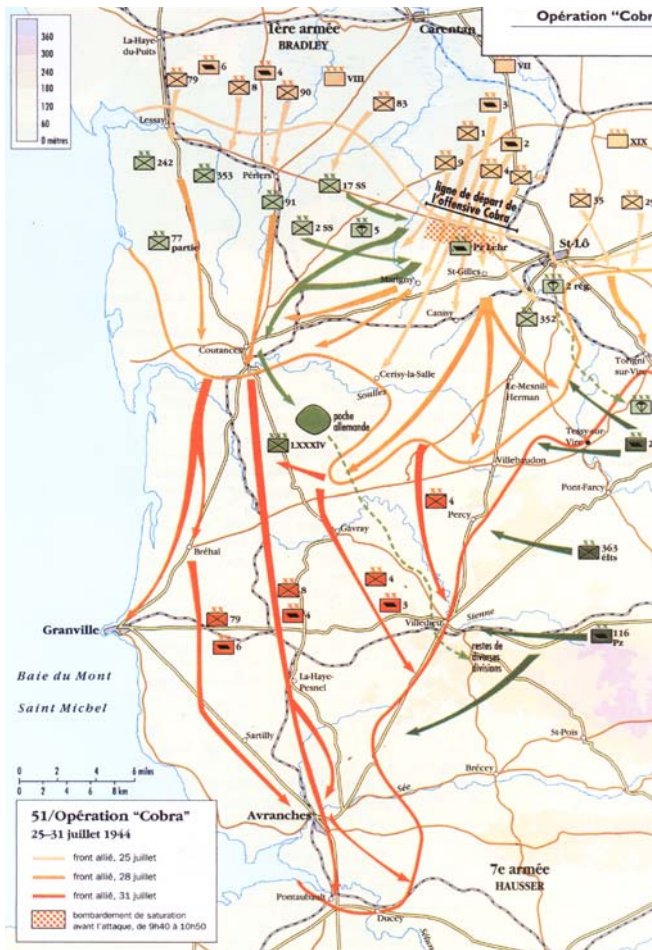 Opération "Cobr
360
300
240
180
120
60
0 mètres
La-Haye-
du-Puits
1ère armée
BRADLEY
Carentan
VII
6
4
VIII
79
8
90
83
3
Lessay
1
2
XIX
9
4
242
353
Périers
17 SS
35
29
91
ligne de départ de
l'offensive Cobra
2 SS
5
77
partie
Pz Lehr
St-Lô
Marigny
St-Gilles
2 rég.
Canisy
352
Coutances
Torigni
sur-Vire
Cerisy-la-Salle
Soulles
Le-Mesnil-
Herman
poche
allemande
Tessy-sur-
Vire
LXXXIV
2
Villebaudon
Pont-Farcy
4
Percy
Gavray
Bréhal
363
élts
8
4
4
3
79
Sienne
Granville
Villedieu
116
Pz
6
restes de
diverses
divisions
Baie du Mont
Saint Michel
La-Haye-
Pesnel
St-Pois
Sartilly
0 2 4 6 miles
0 2 4 6 8 km
Brécey
Sée
51/Opération "Cobra"
25-31 juillet 1944
Avranches
front allié, 25 juillet
front allié, 28 juillet
7e armée
HAUSSER
front allié, 31 juillet
bombardement de saturation
avant l'attaque, de 9h40 à 10h50
Pontaubault
Ducey